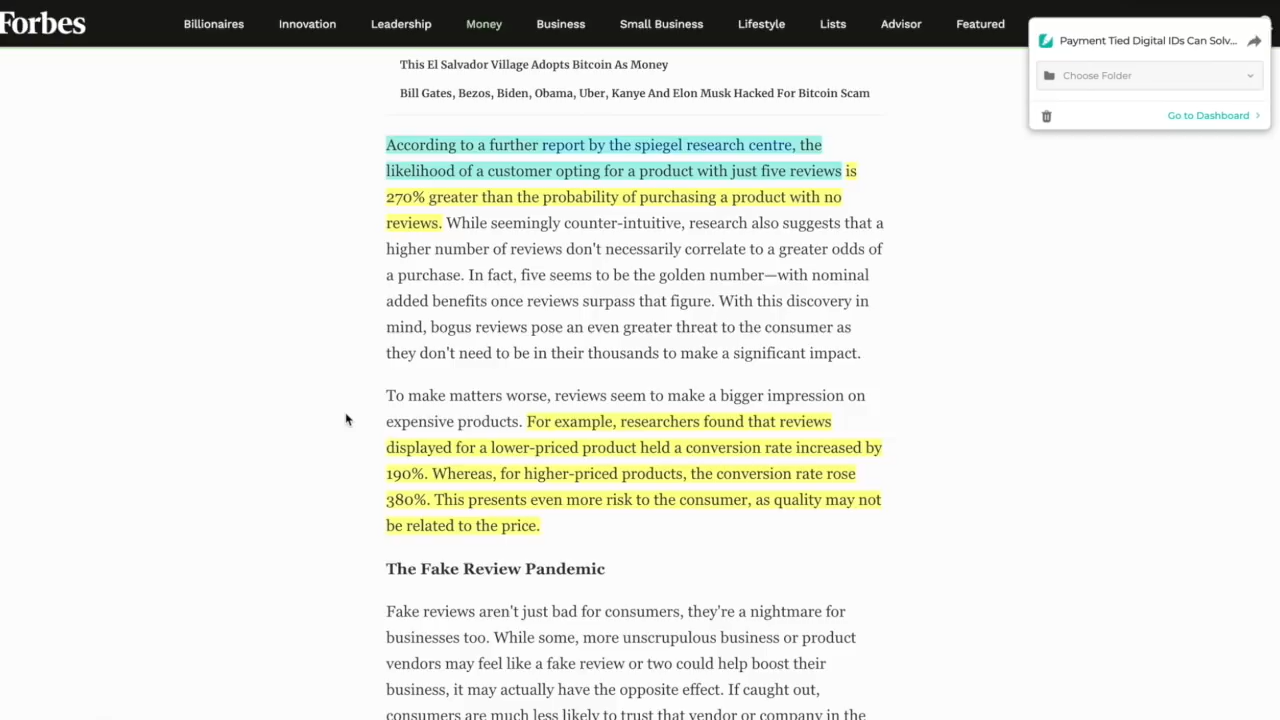 Forbes
Billionaires
Innovation
Leadership
Money
Business
Small Business
Lifestyle
Lists
Advisor
Featured
Payment Tied Digital IDs Can Solv...
Choose Folder
Go to Dashboard
This El Salvador Village Adopts Bitcoin As Money
Bill Gates, Bezos, Biden, Obama, Uber, Kanye And Elon Musk Hacked For Bitcoin Scam
According to a further report by the spiegel research centre, the
likelihood of a customer opting for a product with just five reviews is
270% greater than the probability of purchasing a product with no
reviews. While seemingly counter-intuitive, research also suggests that a
higher number of reviews don't necessarily correlate to a greater odds of
a purchase. In fact, five seems to be the golden number—with nominal
added benefits once reviews surpass that figure. With this discovery in
mind, bogus reviews pose an even greater threat to the consumer as
they don't need to be in their thousands to make a significant impact.
To make matters worse, reviews seem to make a bigger impression on
expensive products. For example, researchers found that reviews
displayed for a lower-priced product held a conversion rate increased by
190%. Whereas, for higher-priced products, the conversion rate rose
380%. This presents even more risk to the consumer, as quality may not
be related to the price.
The Fake Review Pandemic
Fake reviews aren't just bad for consumers, they're a nightmare for
businesses too. While some, more unscrupulous business or product
vendors may feel like a fake review or two could help boost their
business, it may actually have the opposite effect. If caught out,
consumers are much less likely to trust that vendor or company in the